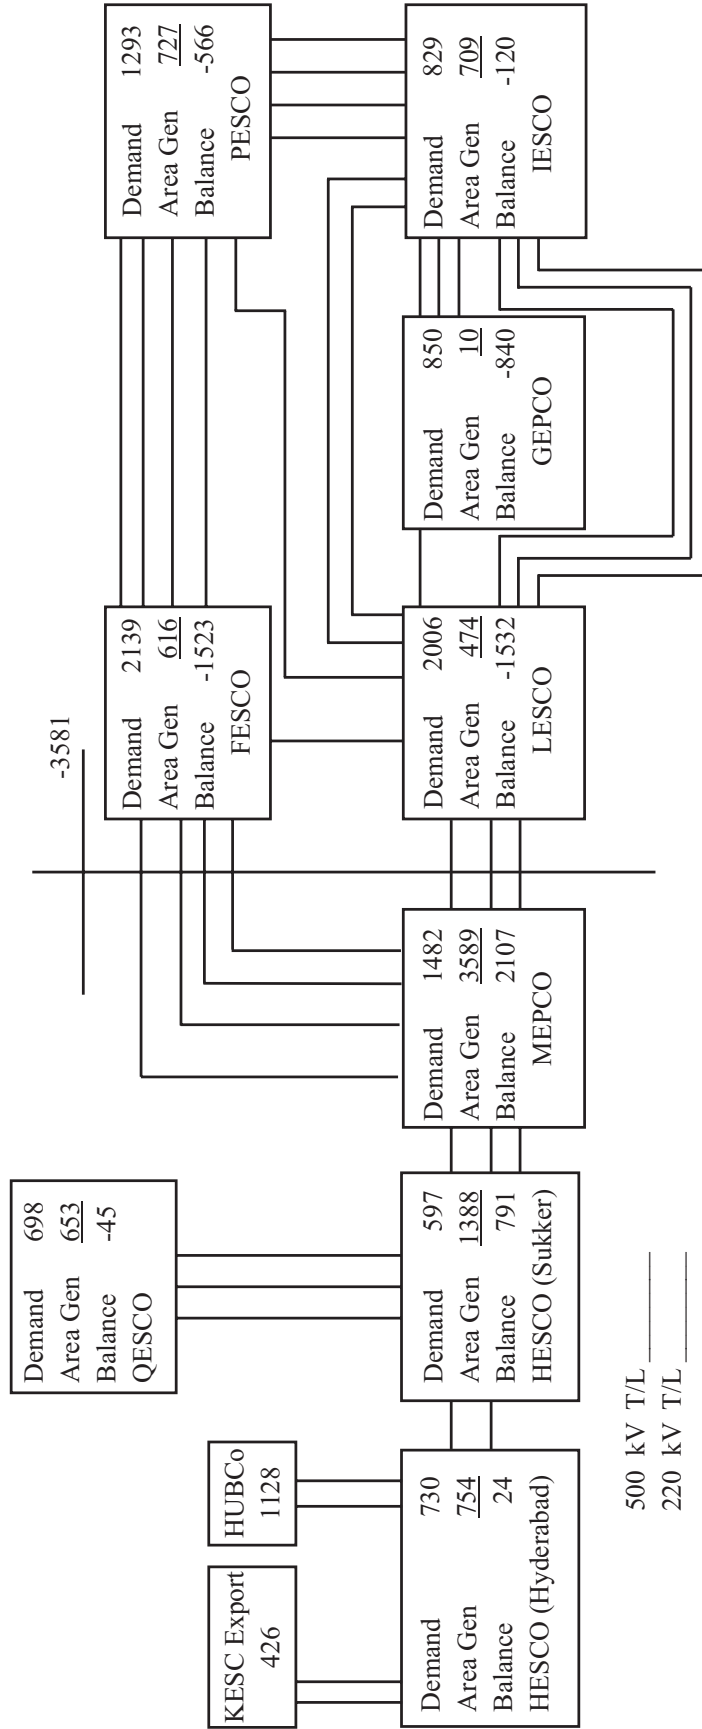 KESC Export
426
HUBCo
1128
Demand 730
Area Gen 754
Balance 24
HESCO (Hyderabad)
Demand 698
Area Gen 653
Balance -45
QESCO
Demand 597
Area Gen 1388
Balance 791
HESCO (Sukker)
Demand 1482
Area Gen 3589
Balance 2107
MEPCO
-3581
Demand 2139
Area Gen 616
Balance -1523
FESCO
Demand 2006
Area Gen 474
Balance -1532
LESCO
Demand 850
Area Gen 10
Balance -840
GEPCO
Demand 1293
Area Gen 727
Balance -566
PESCO
Demand 829
Area Gen 709
Balance -120
IESCO
500 kV T/L
220 kV T/L